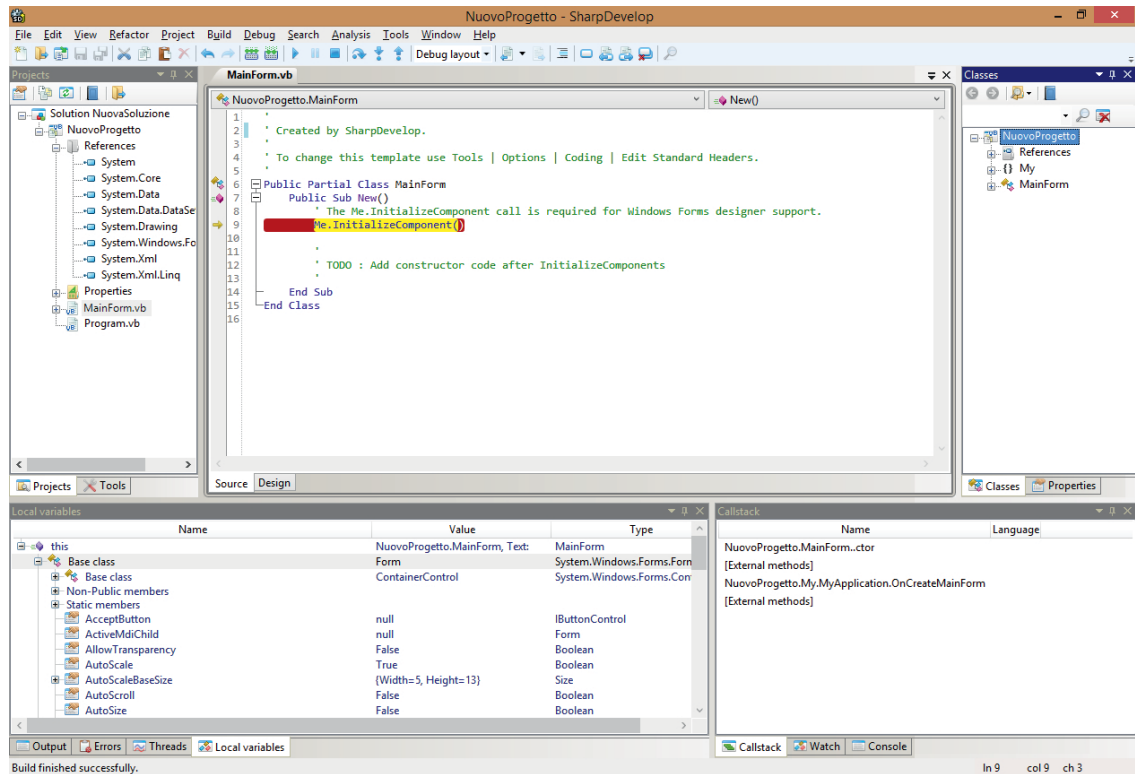 NuovoProgetto - SharpDevelop
File Edit View Refactor Project Build Debug Search Analysis Tools Window Help
Debug layout
Projects
Solution NuovaSoluzione
NuovoProgetto
References
System
System.Core
System.Data
System.Data.DataSe
System.Drawing
System.Windows.Fo
System.Xml
System.Xml.Linq
Properties
MainForm.vb
Program.vb
Projects Tools
MainForm.vb
NuovoProgetto.MainForm New()
1 '
2 ' Created by SharpDevelop.
3 '
4 ' To change this template use Tools | Options | Coding | Edit Standard Headers.
5 '
6 Public Partial Class MainForm
7 Public Sub New()
8 ' The Me.InitializeComponent call is required for Windows Forms designer support.
9 Me.InitializeComponent()
10
11 '
12 ' TODO : Add constructor code after InitializeComponents
13 '
14 End Sub
15 End Class
16
Source Design
Classes
NuovoProgetto
References
{} My
MainForm
Classes Properties
Local variables
Name Value Type
this NuovoProgetto.MainForm, Text: MainForm
Base class Form System.Windows.Forms.Form
Base class ContainerControl System.Windows.Forms.Con
Non-Public members
Static members
AcceptButton null IButtonControl
ActiveMdiChild null Form
AllowTransparency False Boolean
AutoScale True Boolean
AutoScaleBaseSize {Width=5, Height=13} Size
AutoScroll False Boolean
AutoSize False Boolean
Output Errors Threads Local variables
Callstack
Name Language
NuovoProgetto.MainForm..ctor
[External methods]
NuovoProgetto.My.MyApplication.OnCreateMainForm
[External methods]
Callstack Watch Console
Build finished successfully. ln 9 col 9 ch 3